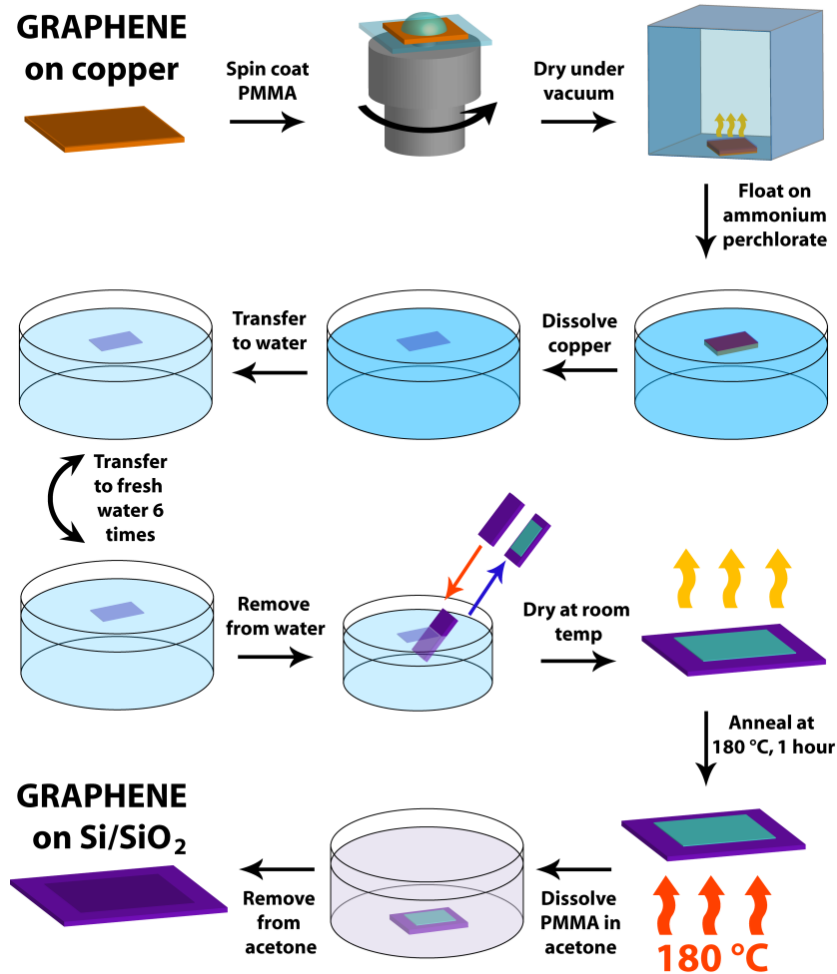 GRAPHENE
on copper
Spin coat
PMMA
Dry under
vacuum
Float on
ammonium
perchlorate
Dissolve
copper
Transfer
to water
Transfer
to fresh
water 6
times
Remove
from water
Dry at room
temp
Anneal at
180 °C, 1 hour
180 °C
Dissolve
PMMA in
acetone
Remove
from
acetone
GRAPHENE
on Si/SiO₂